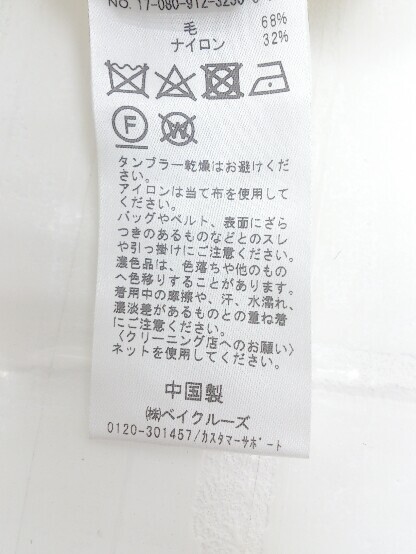 NO. 17-080-912-3230-
毛 68%
ナイロン 32%
F
W
タンブラー乾燥はお避けくだ
さい。
アイロンは当て布を使用して
ください。
バッグやベルト、表面にざら
つきのあるものなどとのスレ
や引っ掛けにご注意ください。
濃色品は、色落ちや他のもの
へ色移りすることがあります。
着用中の摩擦や、汗、水濡れ、
濃淡差があるものとの重ね着
にご注意ください。
〈クリーニング店へのお願い〉
ネットを使用してください。
中国製
㈱ベイクルーズ
0120-301457/カスタマーサポート